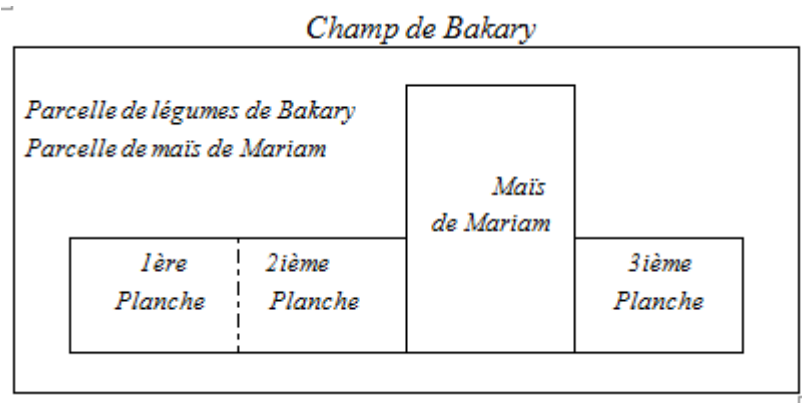 Champ de Bakary
Parcelle de légumes de Bakary
Parcelle de maïs de Mariam
Maïs
de Mariam
1ère
Planche
2ième
Planche
3ième
Planche